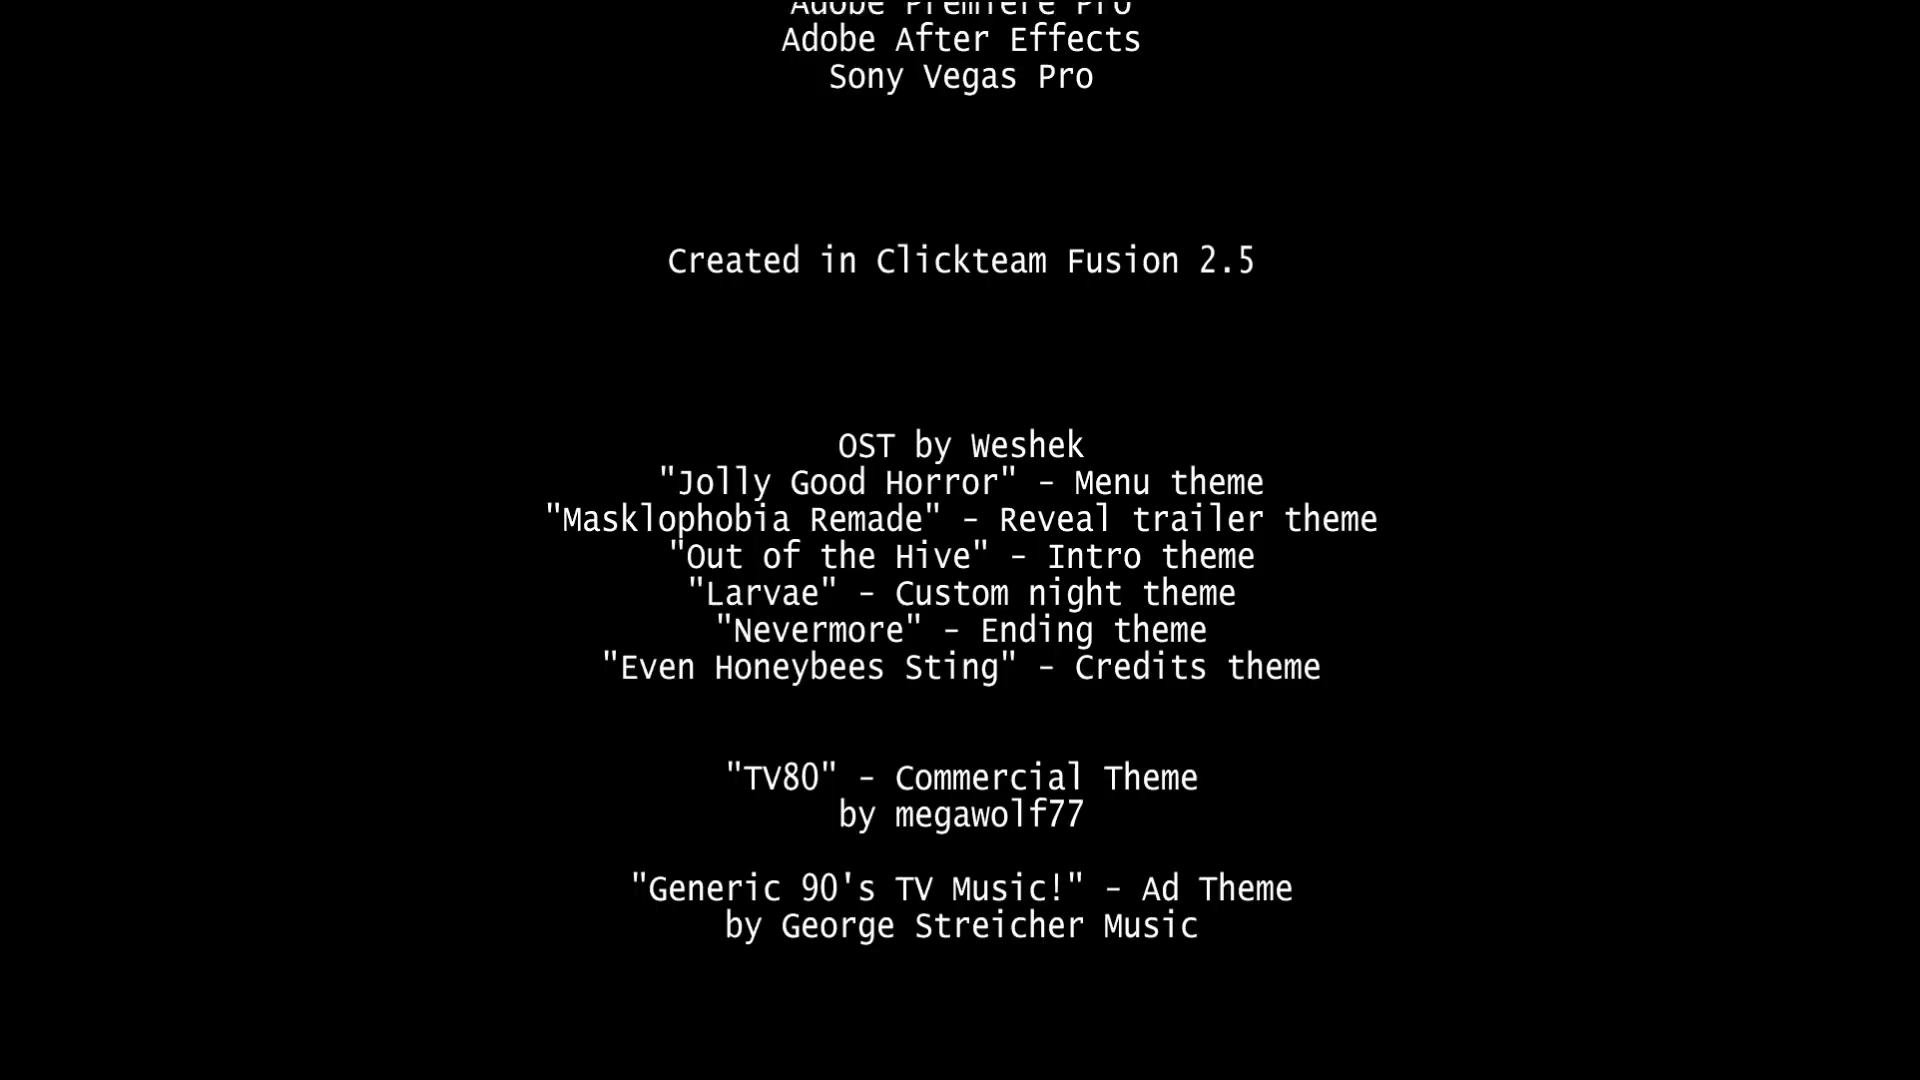 Adobe Premiere Pro
Adobe After Effects
Sony Vegas Pro
Created in Clickteam Fusion 2.5
OST by Weshek
"Jolly Good Horror" - Menu theme
"Masklophobia Remade" - Reveal trailer theme
"Out of the Hive" - Intro theme
"Larvae" - Custom night theme
"Nevermore" - Ending theme
"Even Honeybees Sting" - Credits theme
"TV80" - Commercial Theme
by megawolf77
"Generic 90's TV Music!" - Ad Theme
by George Streicher Music